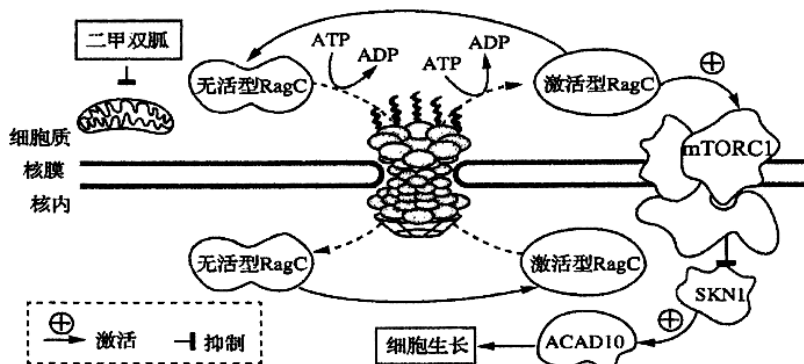 二甲双胍
无活型RagC
ATP
ADP
ATP
ADP
激活型RagC
细胞质
核膜
核内
mTORC1
无活型RagC
激活型RagC
SKN1
激活
抑制
细胞生长
ACAD10